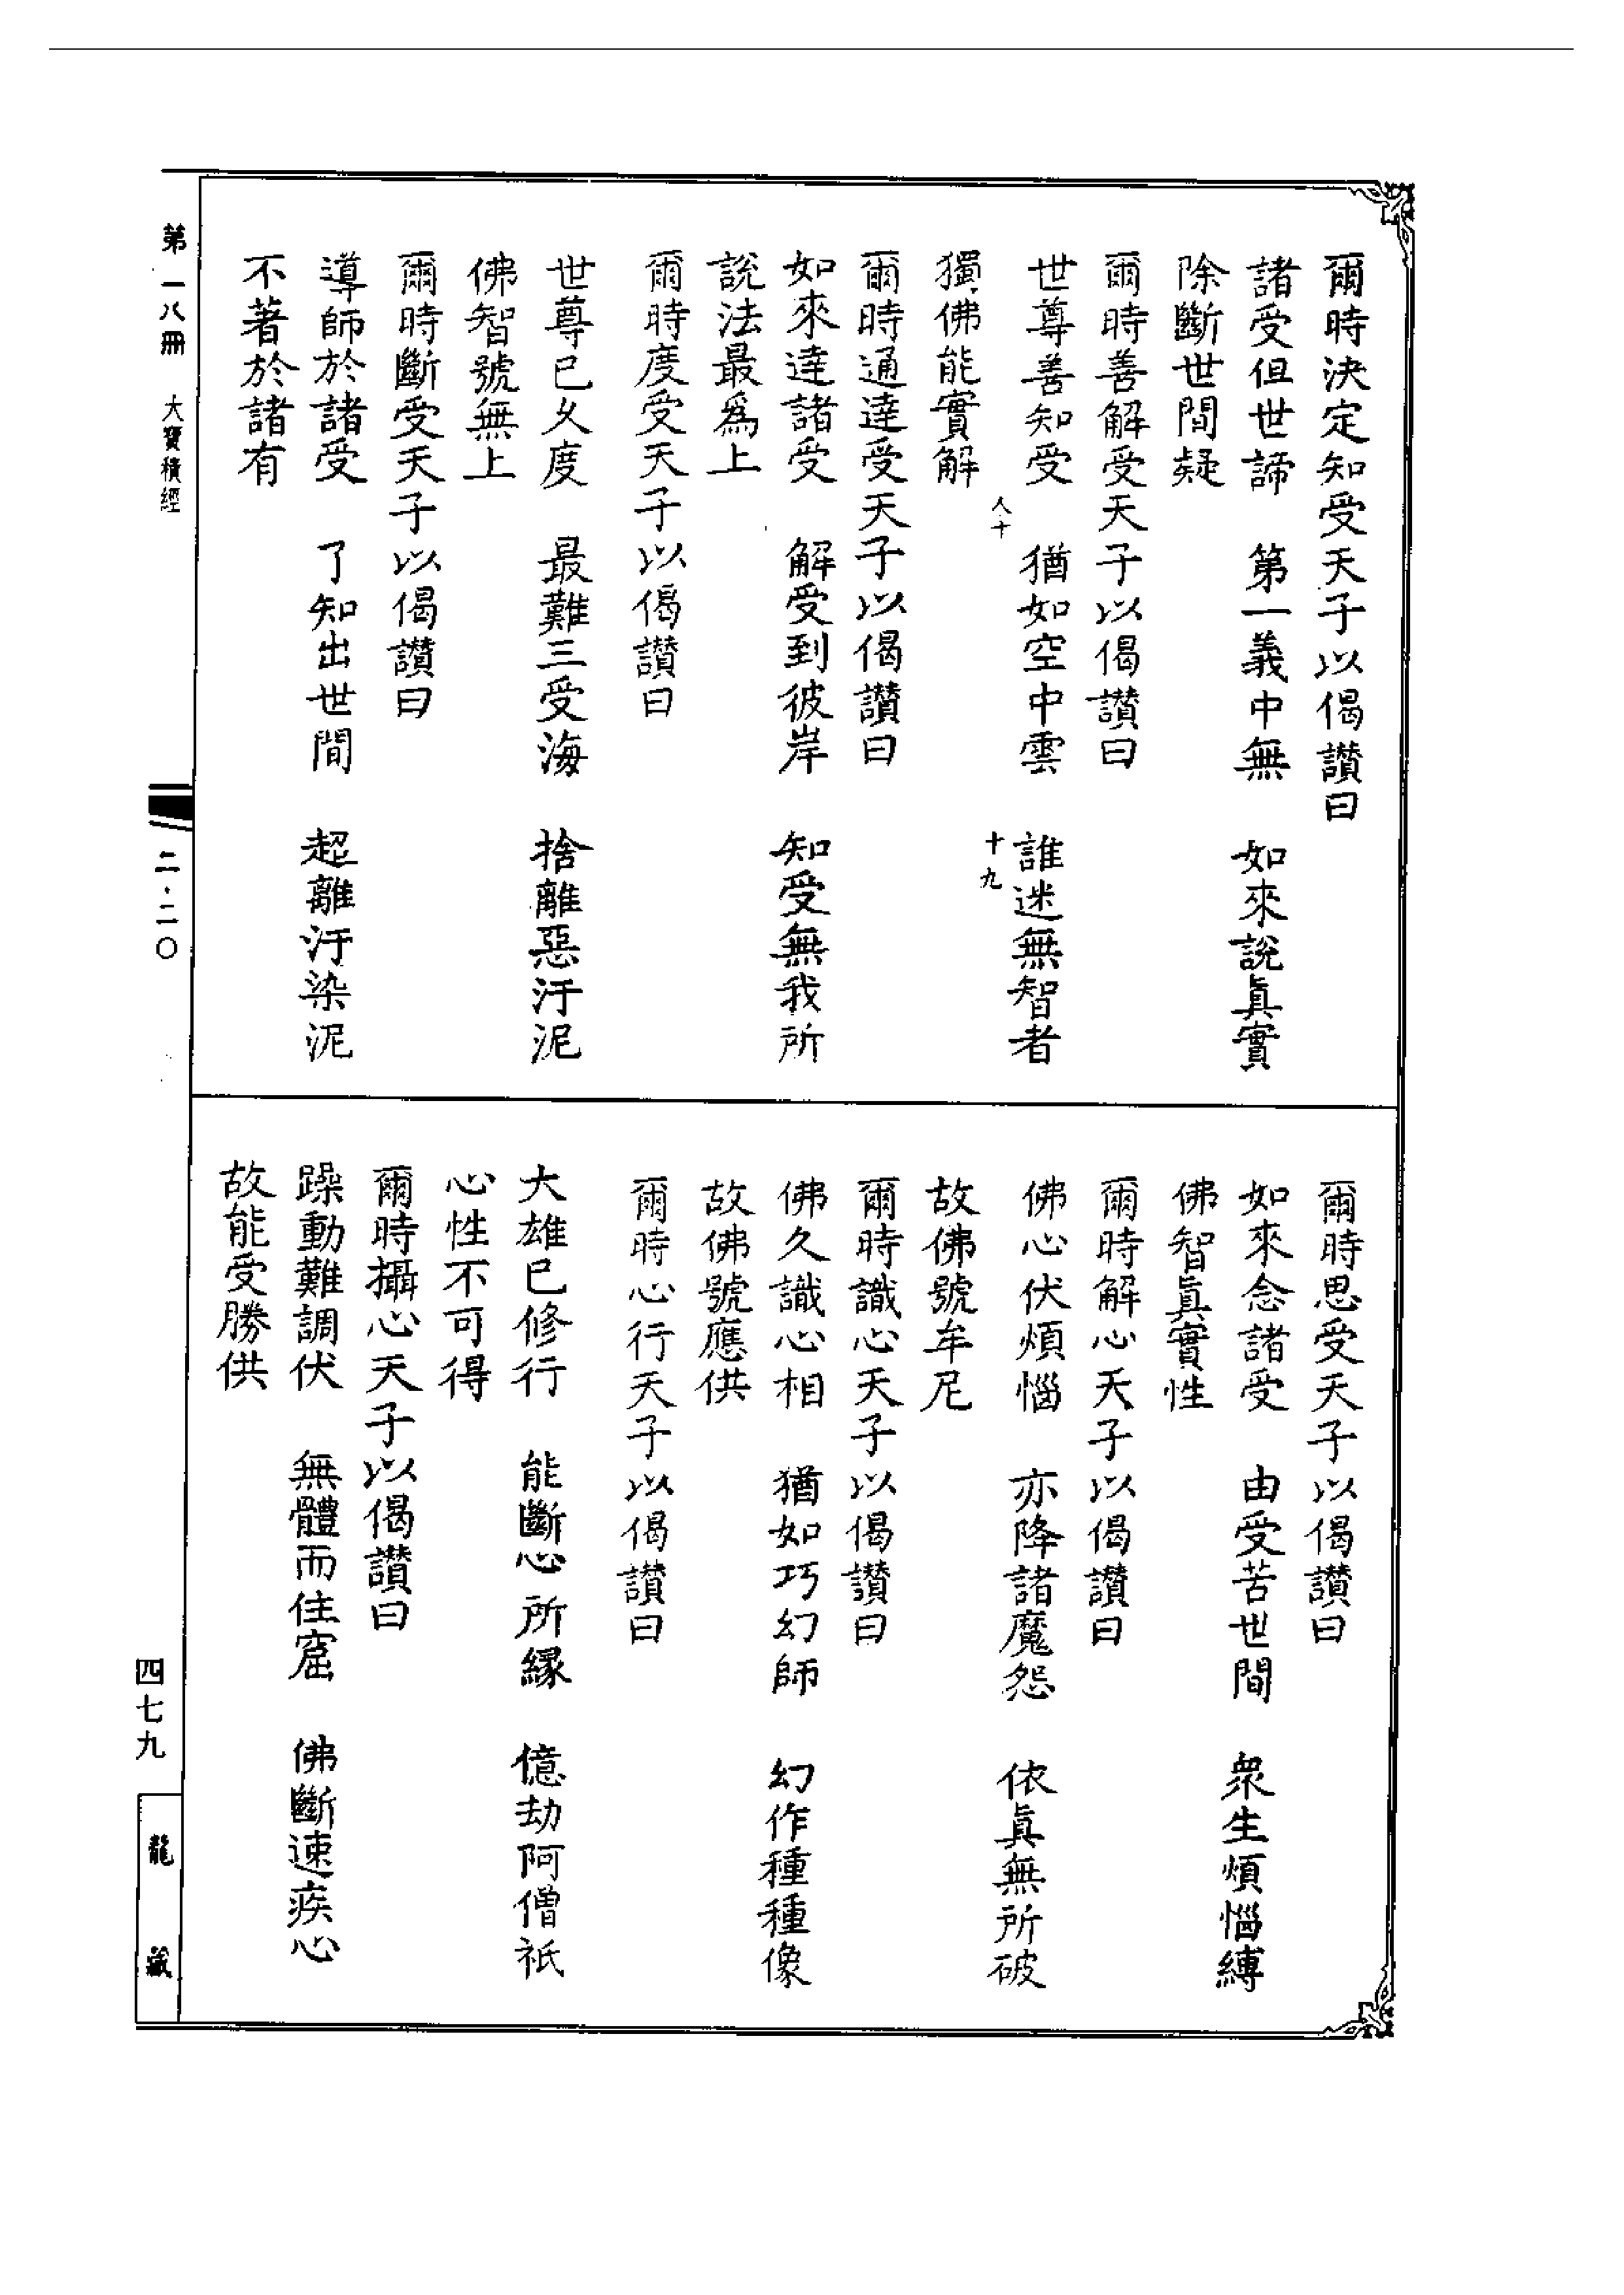 爾時決定知受天子以偈讚曰
諸受但世諦　第一義中無　如來說眞實
除斷世間疑
爾時善解受天子以偈讚曰
世尊善知受　猶如空中雲　誰迷無智者
人十　十九
獨佛能實解
爾時通達受天子以偈讚曰
如來達諸受　解受到彼岸　知受無我所
說法最爲上
爾時度受天子以偈讚曰
世尊已久度　最難三受海　捨離惡汙泥
佛智號無上
爾時斷受天子以偈讚曰
導師於諸受　了知出世間　超離汙染泥
不著於諸有
爾時思受天子以偈讚曰
如來念諸受　由受苦世間　衆生煩惱縛
佛智眞實性
爾時解心天子以偈讚曰
佛心伏煩惱　亦降諸魔怨　依眞無所破
故佛號牟尼
爾時識心天子以偈讚曰
佛久識心相　猶如巧幻師　幻作種種像
故佛號應供
爾時心行天子以偈讚曰
大雄已修行　能斷心所緣　億劫阿僧祇
心性不可得
爾時攝心天子以偈讚曰
躁動難調伏　無體而住窟　佛斷速疾心
故能受勝供
第一八冊　大寶積經　二·二〇　四七九　龍藏